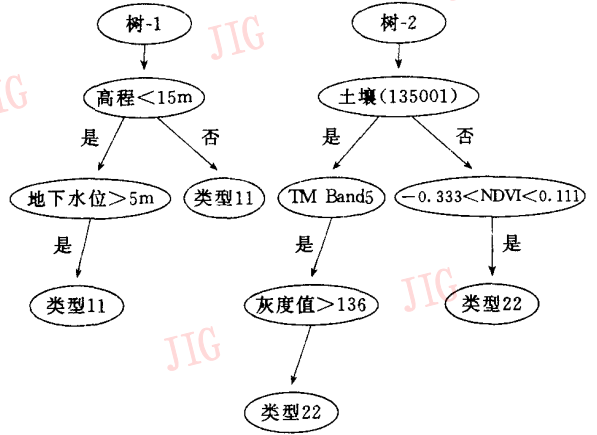 树-1
树-2
JIG
高程<15m
土壤(135001)
JIG
是
否
是
否
地下水位>5m
类型11
TM Band5
-0.333<NDVI<0.111
是
是
是
类型11
灰度值>136
JIG
类型22
JIG
类型22